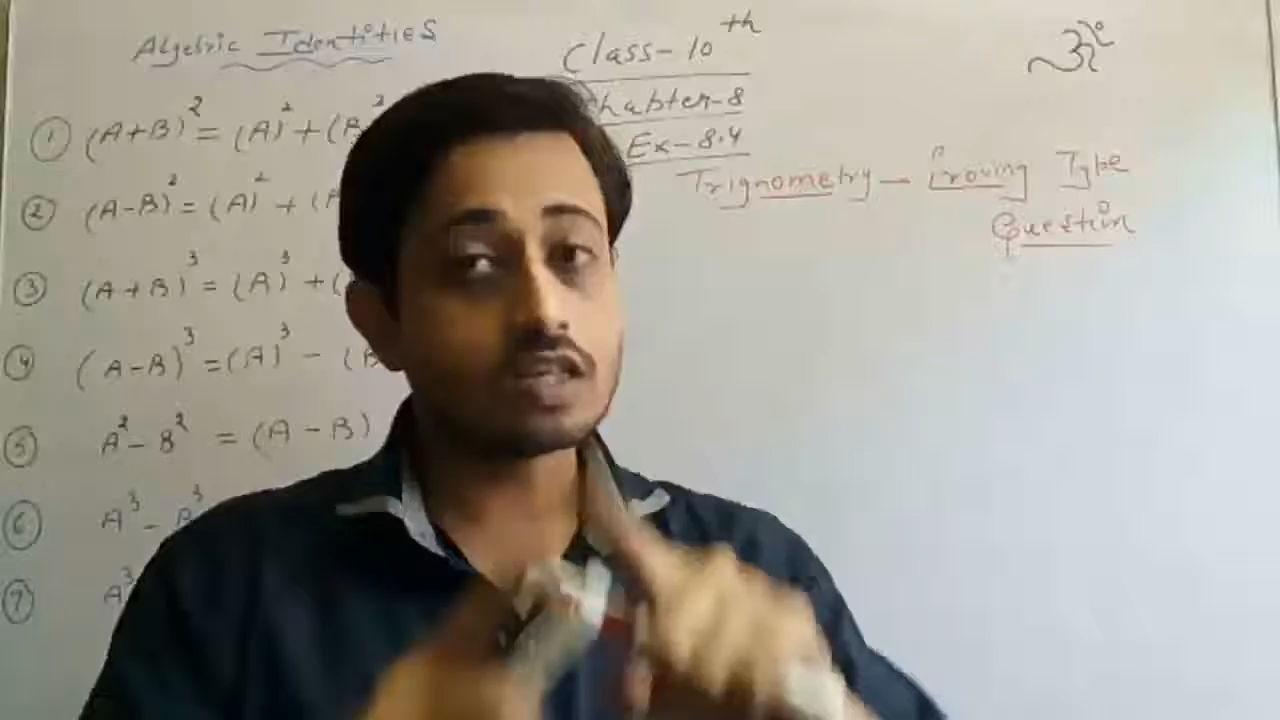 Algebric Identities
① (A+B)² = (A)² + (B
② (A-B)² = (A)² + (
③ (A+B)³ = (A)³ + (
④ (A-B)³ = (A)³ - (B
⑤ A² - B² = (A - B)
⑥ A³ - B³
⑦ A³
Class-10th
Chapter-8
Ex-8.4
Trignometry - Proving Type
Question
ॐ